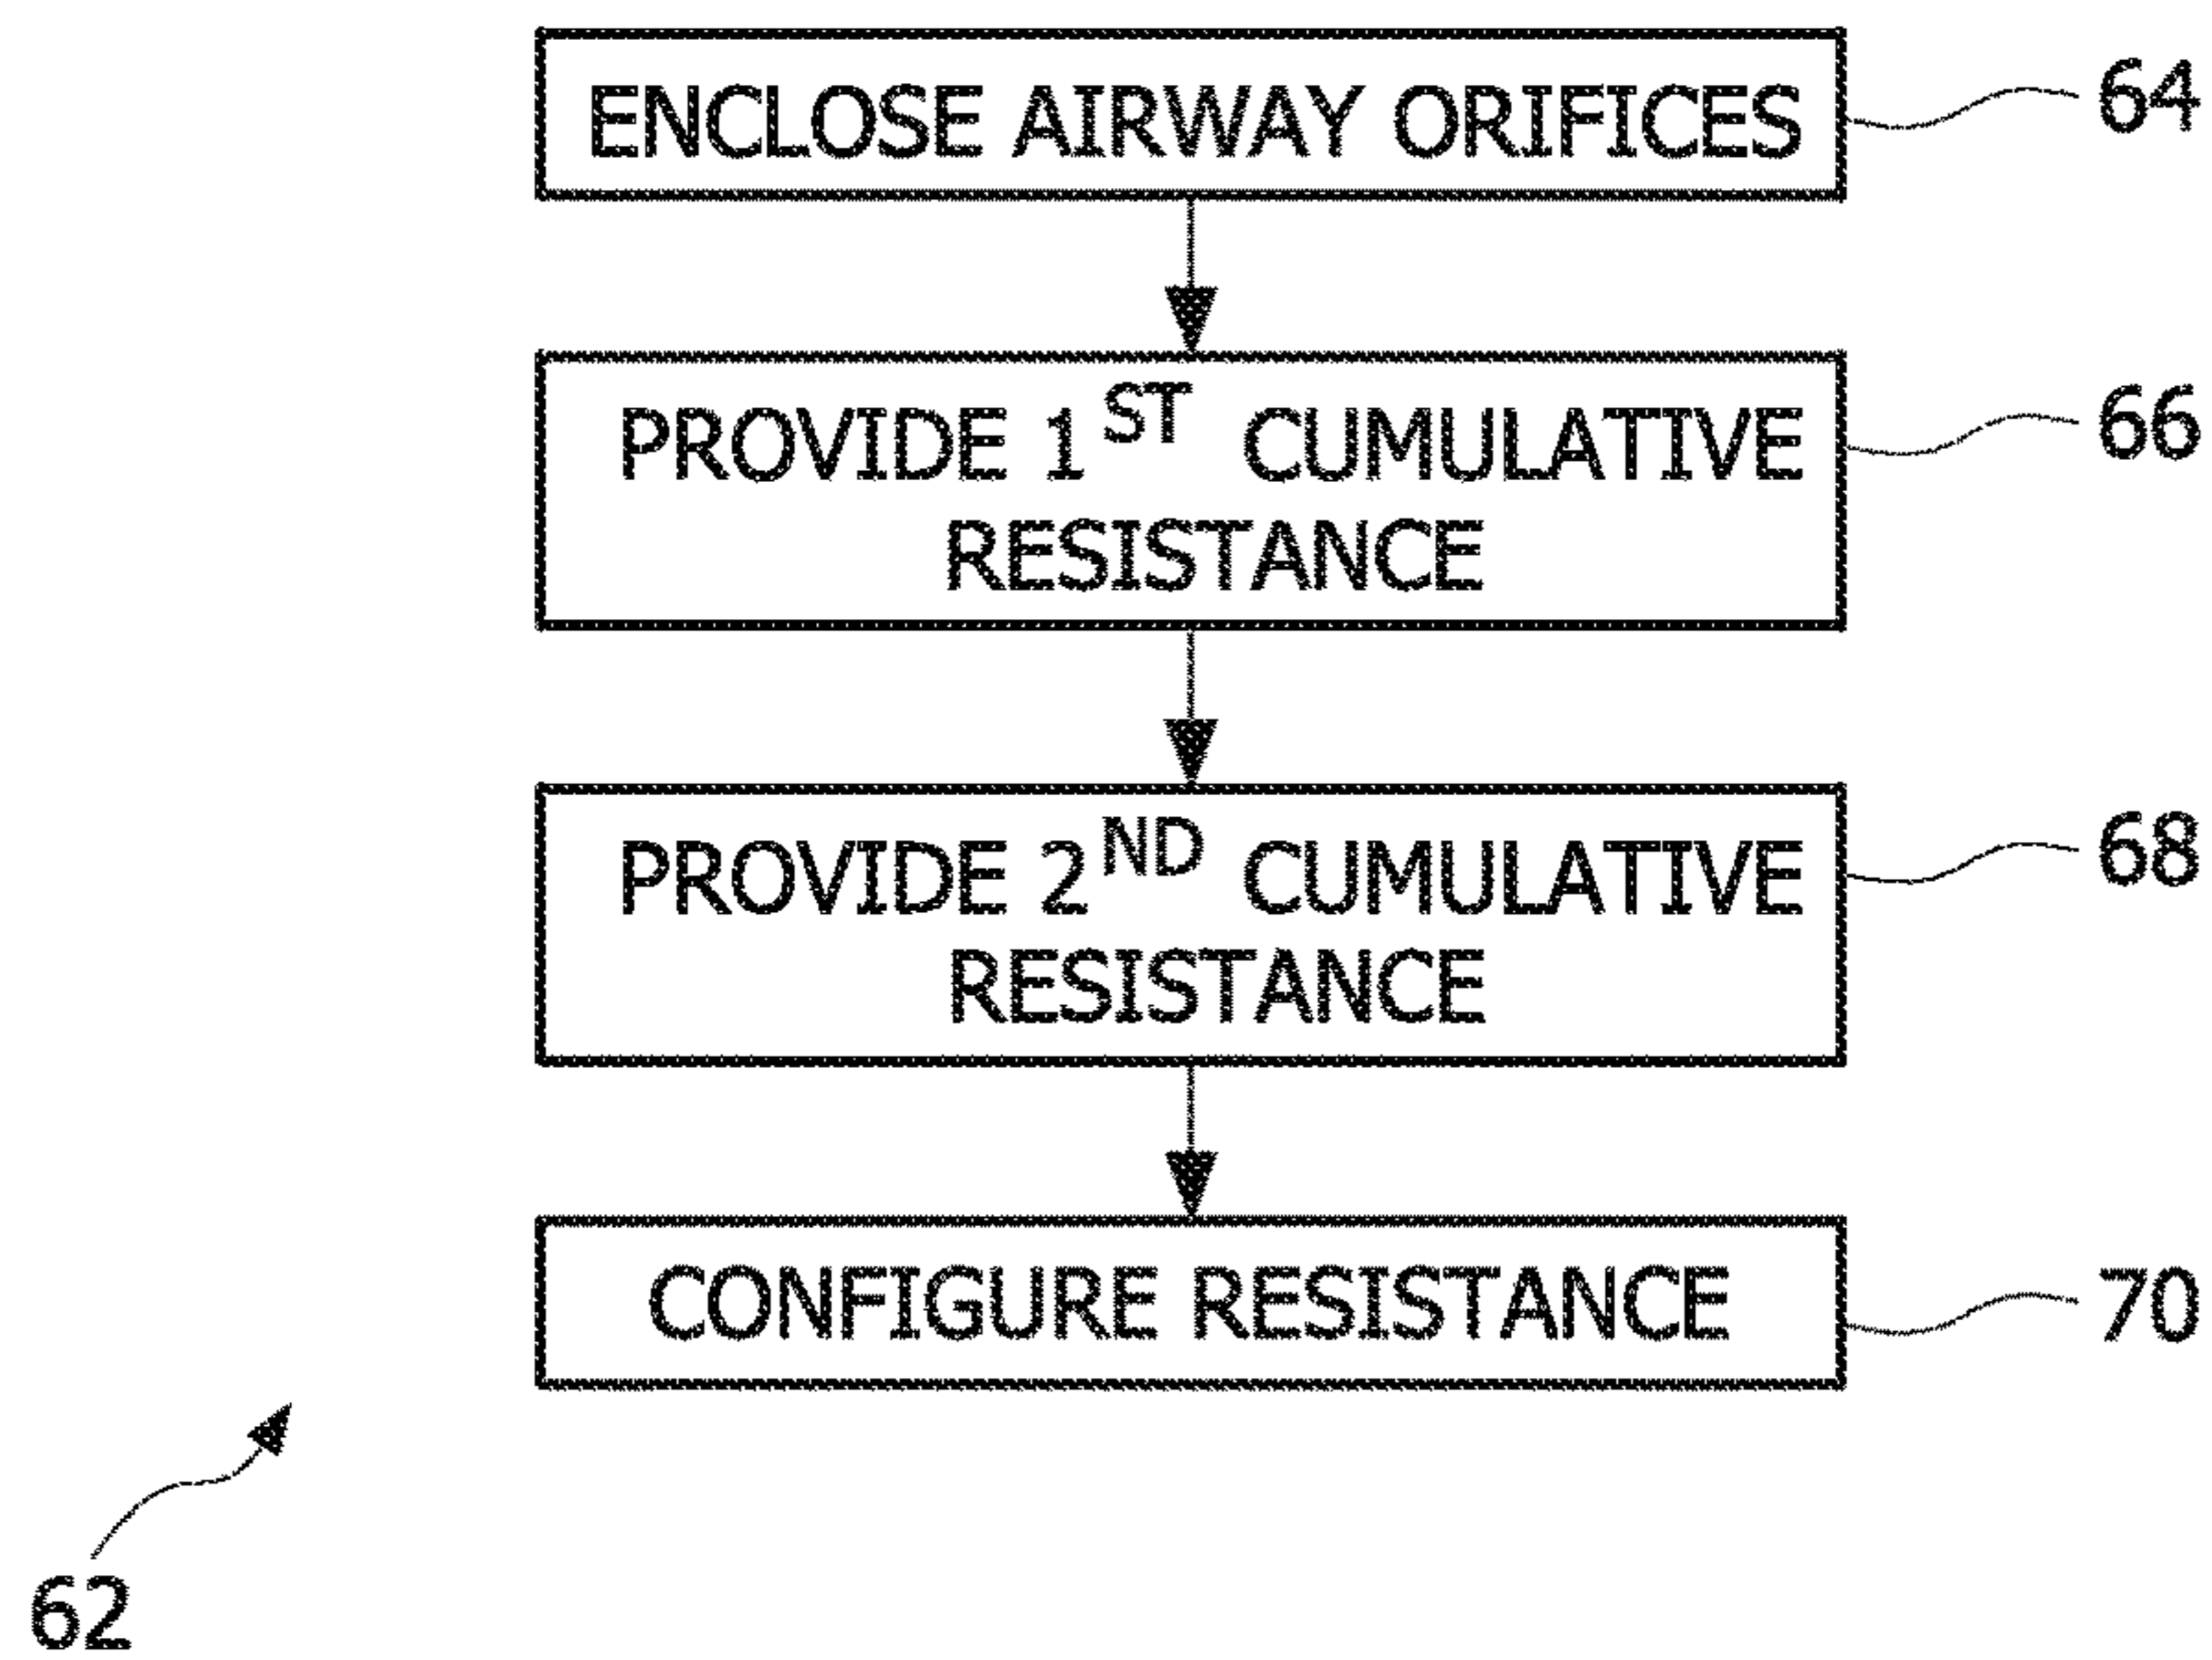 ENCLOSE AIRWAY ORIFICES
64
PROVIDE 1ST CUMULATIVE
RESISTANCE
66
PROVIDE 2ND CUMULATIVE
RESISTANCE
68
CONFIGURE RESISTANCE
70
62